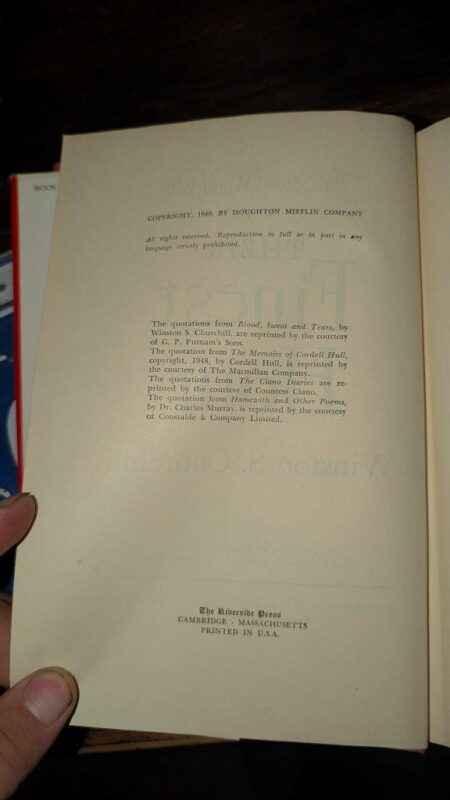 BOOK
COPYRIGHT, 1949, BY HOUGHTON MIFFLIN COMPANY
All rights reserved. Reproduction in full or in part in any
language strictly prohibited.
Finest
The quotations from Blood, Sweat and Tears, by
Winston S. Churchill, are reprinted by the courtesy
of G. P. Putnam's Sons.
The quotation from The Memoirs of Cordell Hull,
copyright, 1948, by Cordell Hull, is reprinted by
the courtesy of The Macmillan Company.
The quotations from The Ciano Diaries are re-
printed by the courtesy of Countess Ciano.
The quotation from Hamewith and Other Poems,
by Dr. Charles Murray, is reprinted by the courtesy
of Constable & Company Limited.
Winston S. Churchill
The Riverside Press
CAMBRIDGE · MASSACHUSETTS
PRINTED IN U.S.A.